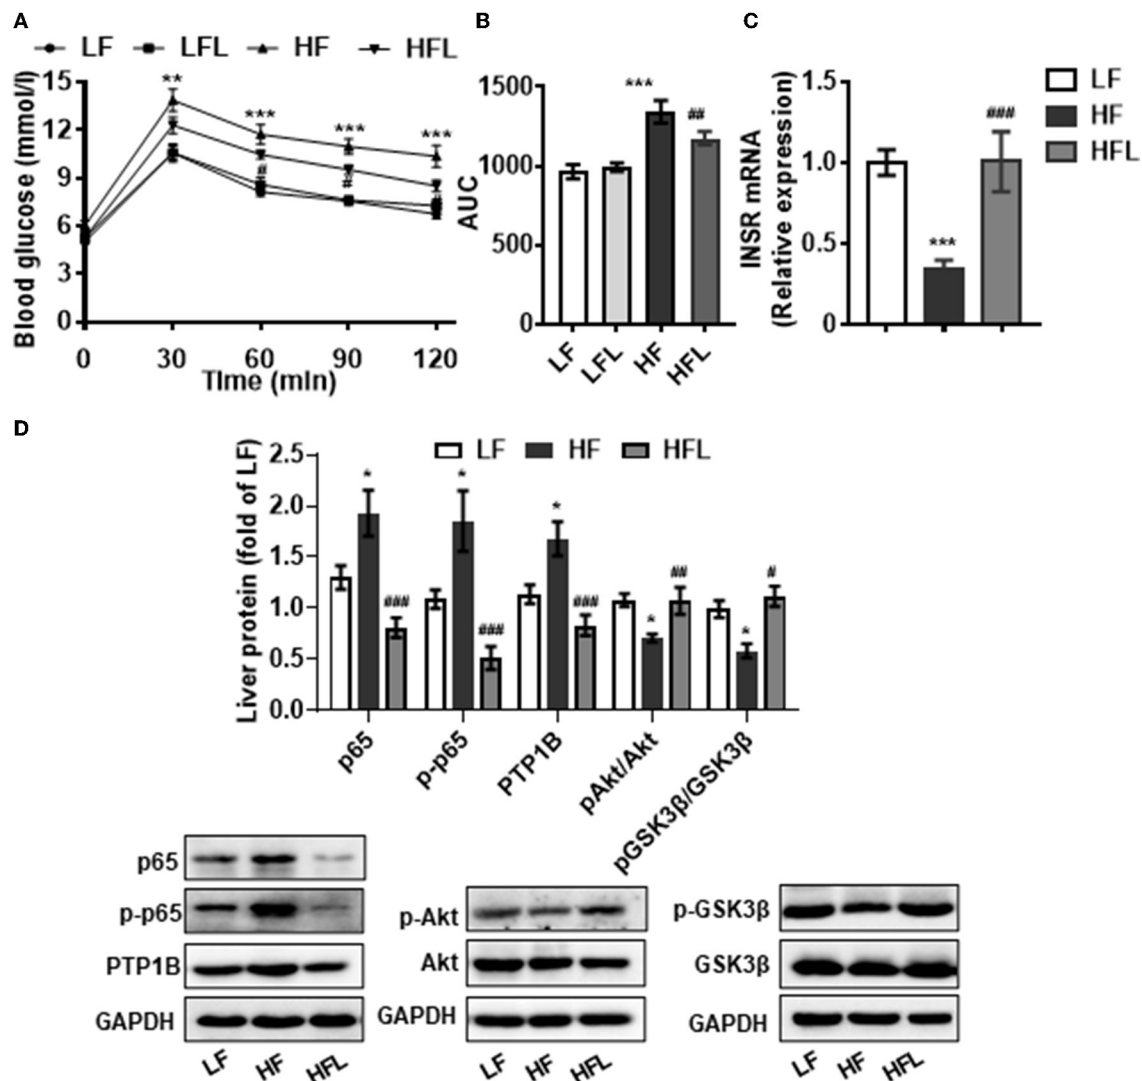 A
LF LFL HF HFL
Blood glucose (mmol/l)
15
12
9
6
3
0
** *** *** ***
# # #
0 30 60 90 120
Time (min)
B
AUC
1500
1000
500
0
*** ##
LF LFL HF HFL
C
INSR mRNA
(Relative expression)
1.5
1.0
0.5
0
*** ###
LF
HF
HFL
D
LF HF HFL
Liver protein (fold of LF)
2.5
2.0
1.5
1.0
0.5
0.0
* ### * ### * ### * ## * #
p65 p-p65 PTP1B pAkt/Akt pGSK3β/GSK3β
p65
p-p65
PTP1B
GAPDH
LF HF HFL
p-Akt
Akt
GAPDH
LF HF HFL
p-GSK3β
GSK3β
GAPDH
LF HF HFL